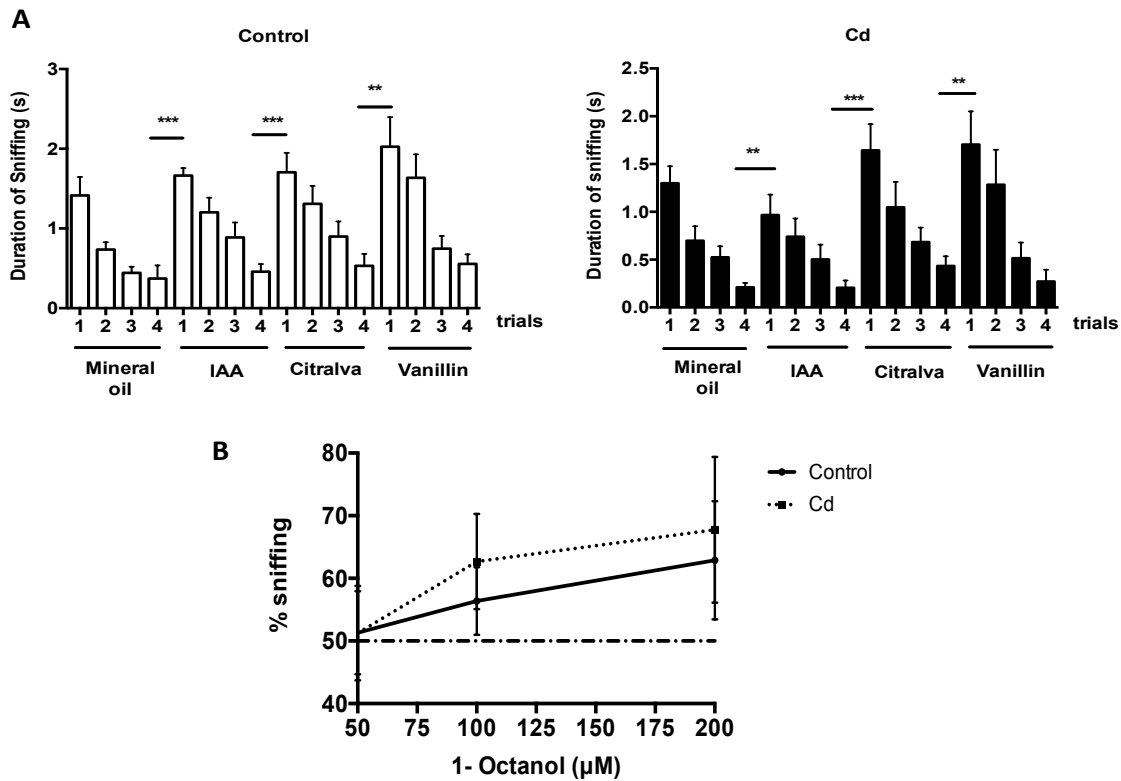 A
Control
Duration of Sniffing (s)
3
2
1
0
***
***
**
1 2 3 4 1 2 3 4 1 2 3 4 1 2 3 4 trials
Mineral oil
IAA
Citralva
Vanillin
Cd
Duration of sniffing (s)
2.5
2.0
1.5
1.0
0.5
0.0
**
***
**
1 2 3 4 1 2 3 4 1 2 3 4 1 2 3 4 trials
Mineral oil
IAA
Citralva
Vanillin
B
% sniffing
80
70
60
50
40
50 75 100 125 150 175 200
1- Octanol (µM)
Control
Cd